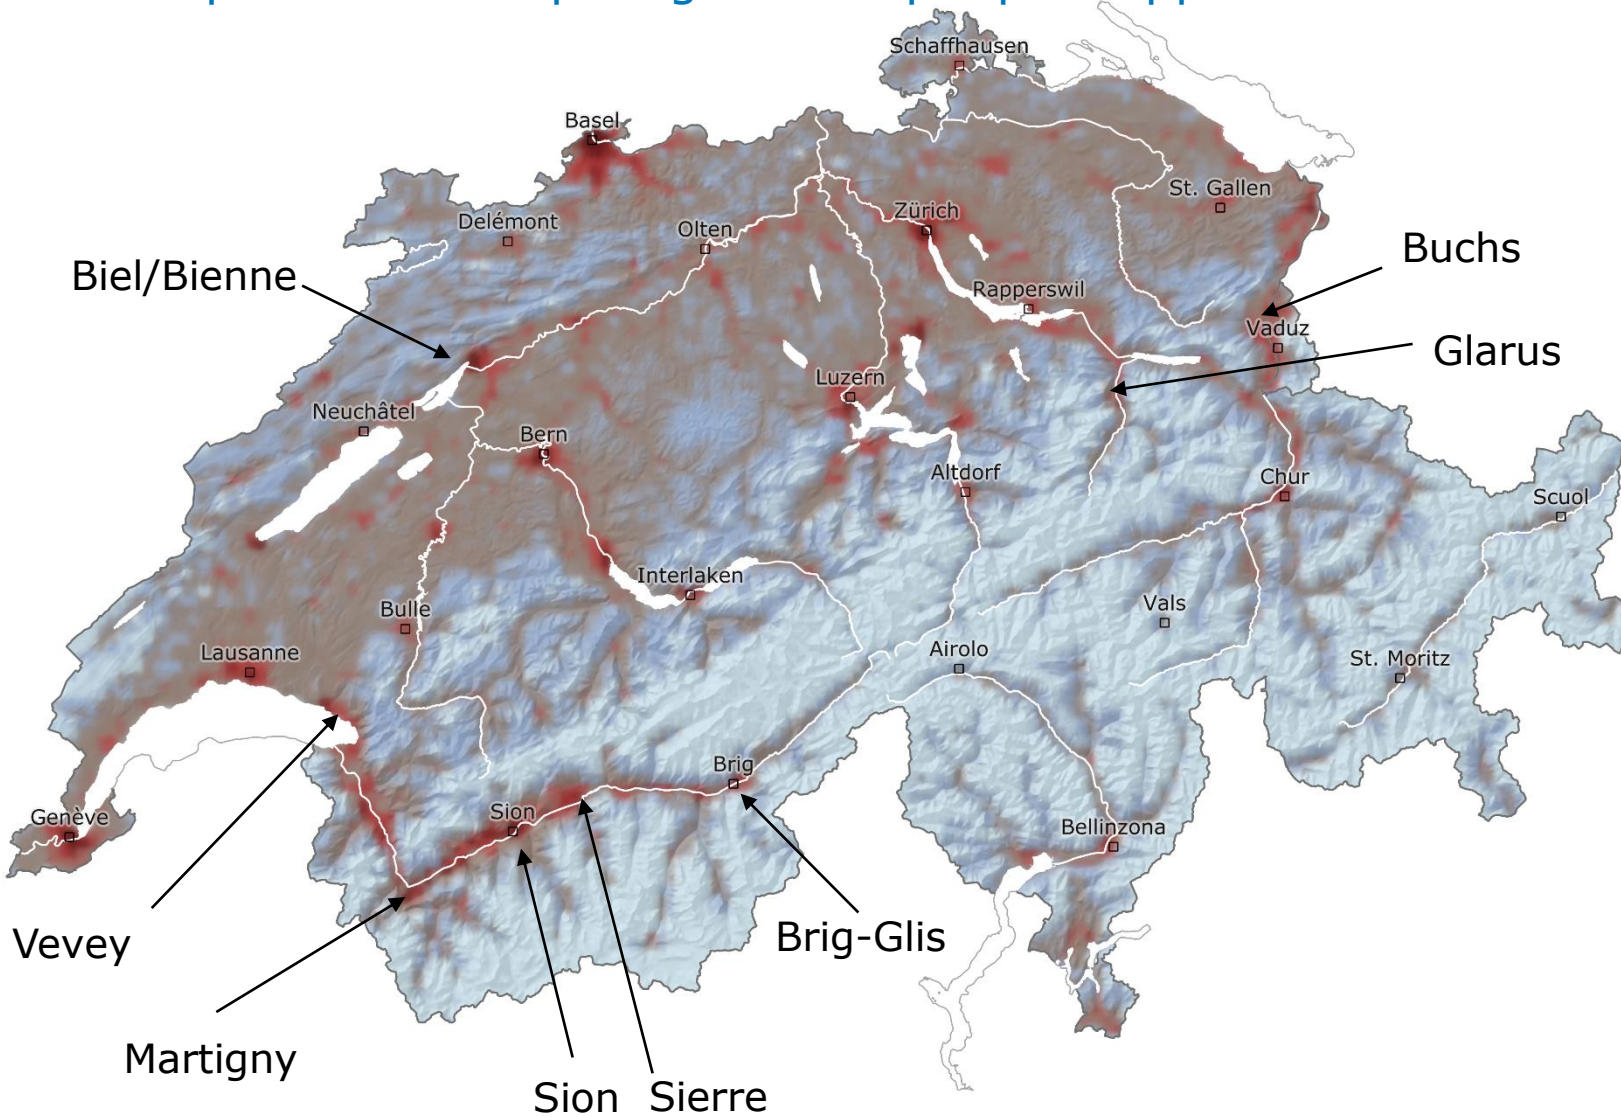 Schaffhausen
Basel
St. Gallen
Zürich
Delémont
Olten
Buchs
Biel/Bienne
Rapperswil
Vaduz
Glarus
Luzern
Neuchâtel
Bern
Altdorf
Chur
Scuol
Interlaken
Bulle
Vals
Lausanne
Airolo
St. Moritz
Brig
Sion
Genève
Bellinzona
Vevey
Brig-Glis
Martigny
Sion
Sierre